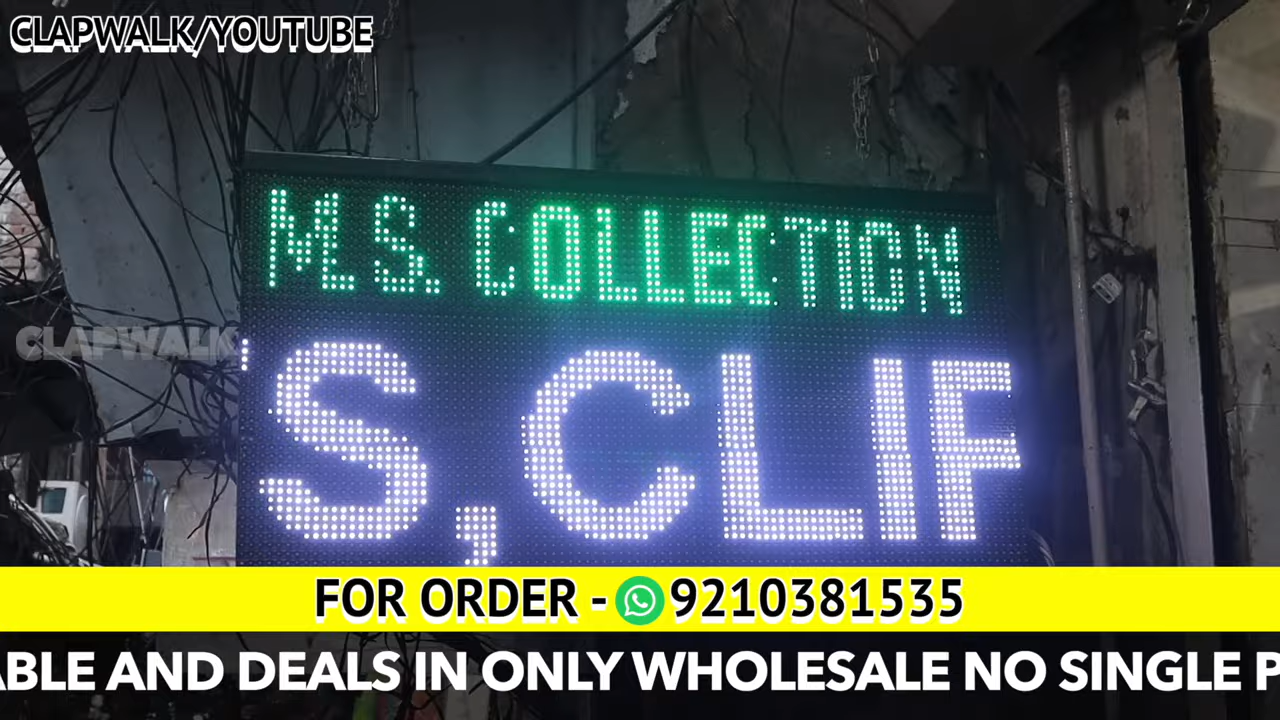 CLAPWALK/YOUTUBE
M.S. COLLECTION
CLAPWALK
S,CLIF
FOR ORDER - 9210381535
ABLE AND DEALS IN ONLY WHOLESALE NO SINGLE P